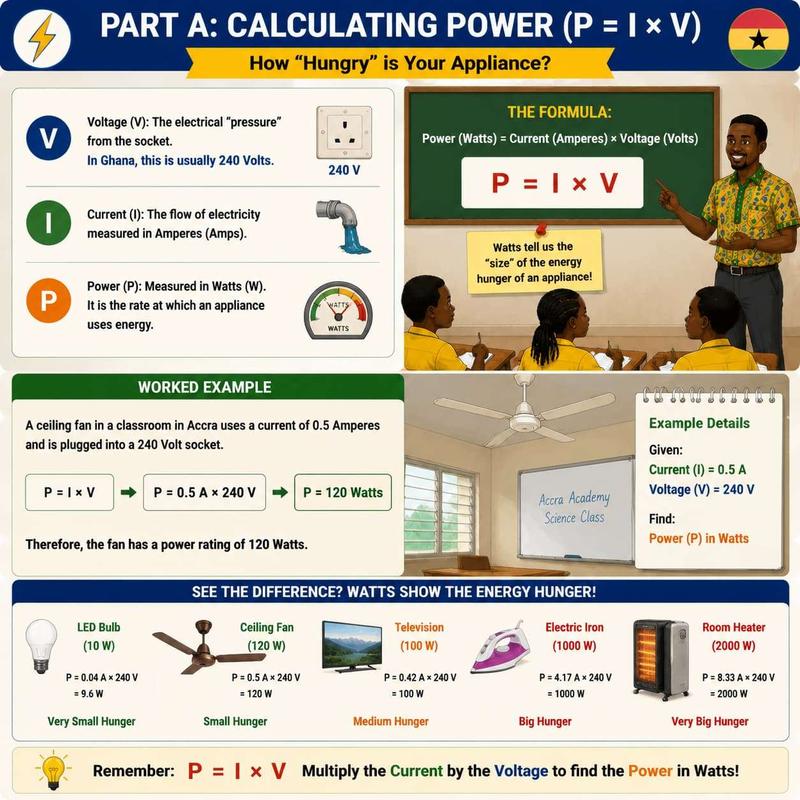 PART A: CALCULATING POWER (P = I × V)
How “Hungry” is Your Appliance?
V
Voltage (V): The electrical “pressure”
from the socket.
In Ghana, this is usually 240 Volts.
240 V
I
Current (I): The flow of electricity
measured in Amperes (Amps).
P
Power (P): Measured in Watts (W).
It is the rate at which an appliance
uses energy.
WATTS
WATTS
THE FORMULA:
Power (Watts) = Current (Amperes) × Voltage (Volts)
P = I × V
Watts tell us the
“size” of the energy
hunger of an appliance!
WORKED EXAMPLE
A ceiling fan in a classroom in Accra uses a current of 0.5 Amperes
and is plugged into a 240 Volt socket.
P = I × V
P = 0.5 A × 240 V
P = 120 Watts
Therefore, the fan has a power rating of 120 Watts.
Accra Academy
Science Class
Example Details
Given:
Current (I) = 0.5 A
Voltage (V) = 240 V
Find:
Power (P) in Watts
SEE THE DIFFERENCE? WATTS SHOW THE ENERGY HUNGER!
LED Bulb
(10 W)
P = 0.04 A × 240 V
= 9.6 W
Very Small Hunger
Ceiling Fan
(120 W)
P = 0.5 A × 240 V
= 120 W
Small Hunger
Television
(100 W)
P = 0.42 A × 240 V
= 100 W
Medium Hunger
Electric Iron
(1000 W)
P = 4.17 A × 240 V
= 1000 W
Big Hunger
Room Heater
(2000 W)
P = 8.33 A × 240 V
= 2000 W
Very Big Hunger
Remember: P = I × V Multiply the Current by the Voltage to find the Power in Watts!